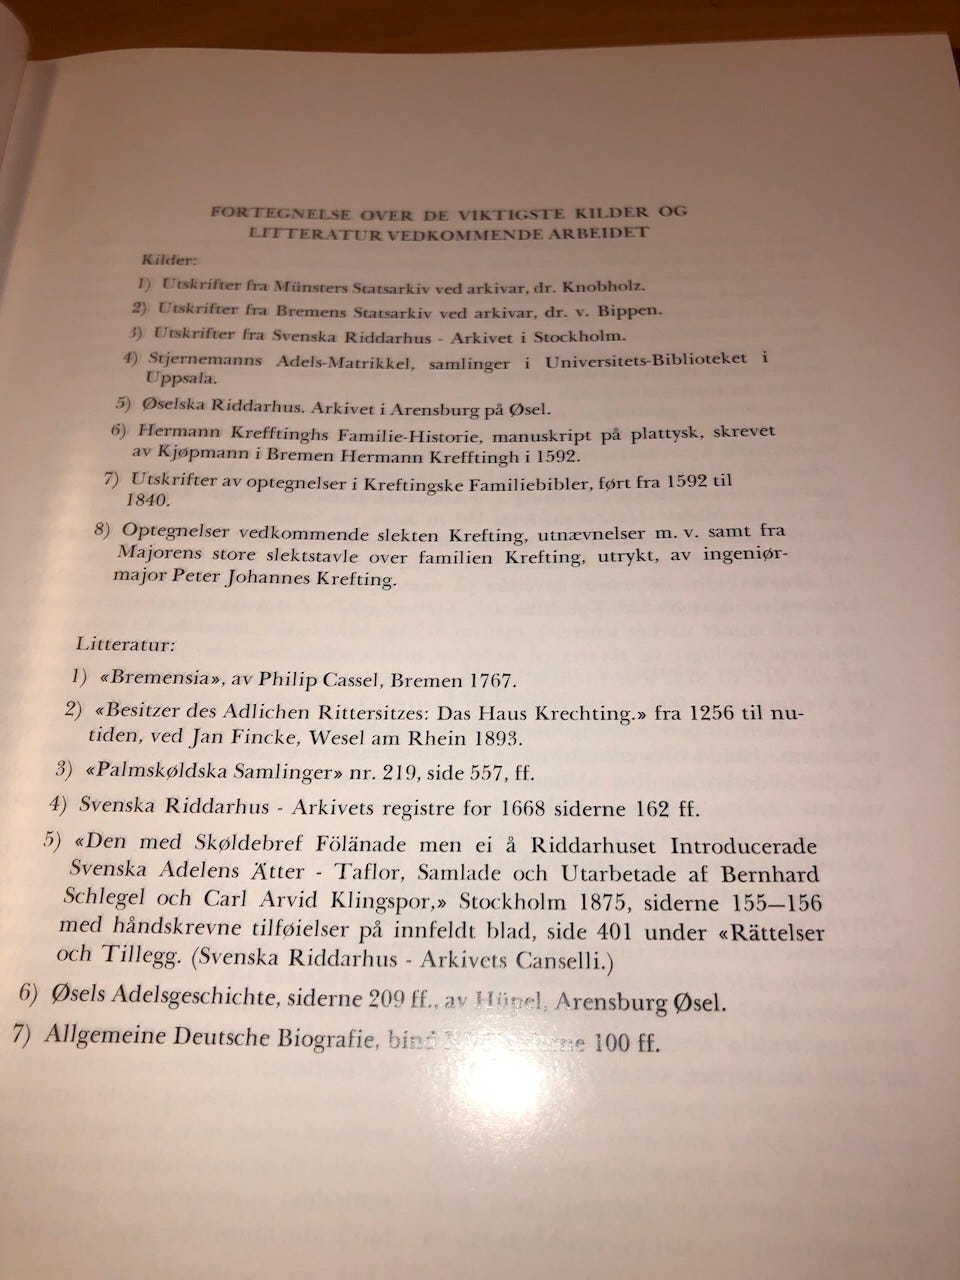 FORTEGNELSE OVER DE VIKTIGSTE KILDER OG
LITTERATUR VEDKOMMENDE ARBEIDET
Kilder:
1) Utskrifter fra Münsters Statsarkiv ved arkivar, dr. Knobholz.
2) Utskrifter fra Bremens Statsarkiv ved arkivar, dr. v. Bippen.
3) Utskrifter fra Svenska Riddarhus - Arkivet i Stockholm.
4) Stjernemanns Adels-Matrikkel, samlinger i Universitets-Biblioteket i
Uppsala.
5) Øselska Riddarhus. Arkivet i Arensburg på Øsel.
6) Hermann Krefftinghs Familie-Historie, manuskript på plattysk, skrevet
av Kjøpmann i Bremen Hermann Krefftingh i 1592.
7) Utskrifter av optegnelser i Kreftingske Familiebibler, ført fra 1592 til
1840.
8) Optegnelser vedkommende slekten Krefting, utnævnelser m. v. samt fra
Majorens store slektstavle over familien Krefting, utrykt, av ingeniør-
major Peter Johannes Krefting.
Litteratur:
1) «Bremensia», av Philip Cassel, Bremen 1767.
2) «Besitzer des Adlichen Rittersitzes: Das Haus Krechting.» fra 1256 til nu-
tiden, ved Jan Fincke, Wesel am Rhein 1893.
3) «Palmskøldska Samlinger» nr. 219, side 557, ff.
4) Svenska Riddarhus - Arkivets registre for 1668 siderne 162 ff.
5) «Den med Skøldebref Fölänade men ei å Riddarhuset Introducerade
Svenska Adelens Ätter - Taflor, Samlade och Utarbetade af Bernhard
Schlegel och Carl Arvid Klingspor,» Stockholm 1875, siderne 155—156
med håndskrevne tilføielser på innfeldt blad, side 401 under «Rättelser
och Tillegg. (Svenska Riddarhus - Arkivets Canselli.)
6) Øsels Adelsgeschichte, siderne 209 ff., av Hüpel, Arensburg Øsel.
7) Allgemeine Deutsche Biografie, bind 100 ff.